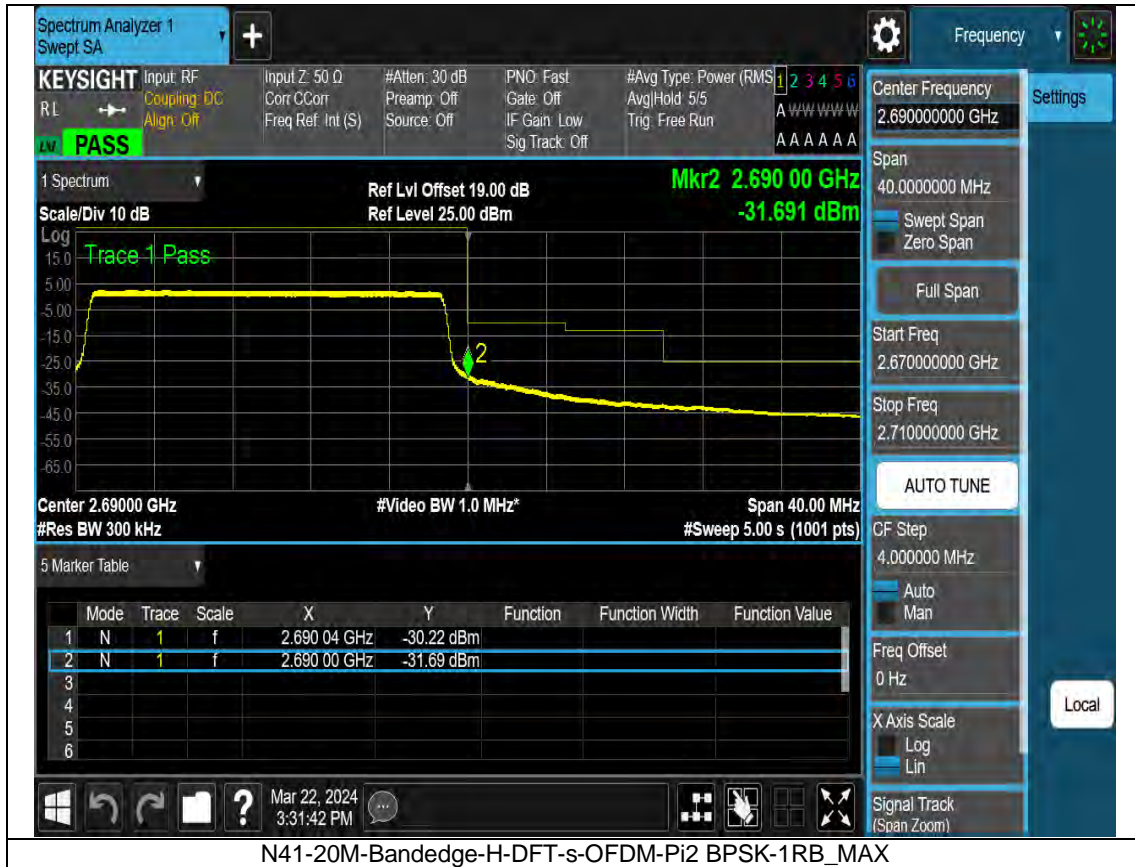 Spectrum Analyzer 1
Swept SA
Frequency
KEYSIGHT
RL
PASS
Input: RF
Coupling: DC
Align: Off
Input Z: 50 Ω
Corr CCorr
Freq Ref: Int (S)
#Atten: 30 dB
Preamp: Off
Source: Off
PNO: Fast
Gate: Off
IF Gain: Low
Sig Track: Off
#Avg Type: Power (RMS
Avg|Hold: 5/5
Trig: Free Run
1 2 3 4 5 6
A W W W W W
A A A A A A
1 Spectrum
Scale/Div 10 dB
Ref Lvl Offset 19.00 dB
Ref Level 25.00 dBm
Mkr2 2.690 00 GHz
-31.691 dBm
Log
Trace 1 Pass
15.0
5.00
-5.00
-15.0
-25.0
-35.0
-45.0
-55.0
-65.0
2
Center 2.69000 GHz
#Res BW 300 kHz
#Video BW 1.0 MHz*
Span 40.00 MHz
#Sweep 5.00 s (1001 pts)
5 Marker Table
Mode Trace Scale X Y Function Function Width Function Value
1 N 1 f 2.690 04 GHz -30.22 dBm
2 N 1 f 2.690 00 GHz -31.69 dBm
3
4
5
6
Mar 22, 2024
3:31:42 PM
Center Frequency
2.690000000 GHz
Settings
Span
40.0000000 MHz
Swept Span
Zero Span
Full Span
Start Freq
2.670000000 GHz
Stop Freq
2.710000000 GHz
AUTO TUNE
CF Step
4.000000 MHz
Auto
Man
Freq Offset
0 Hz
X Axis Scale
Log
Lin
Local
Signal Track
(Span Zoom)
N41-20M-Bandedge-H-DFT-s-OFDM-Pi2 BPSK-1RB_MAX